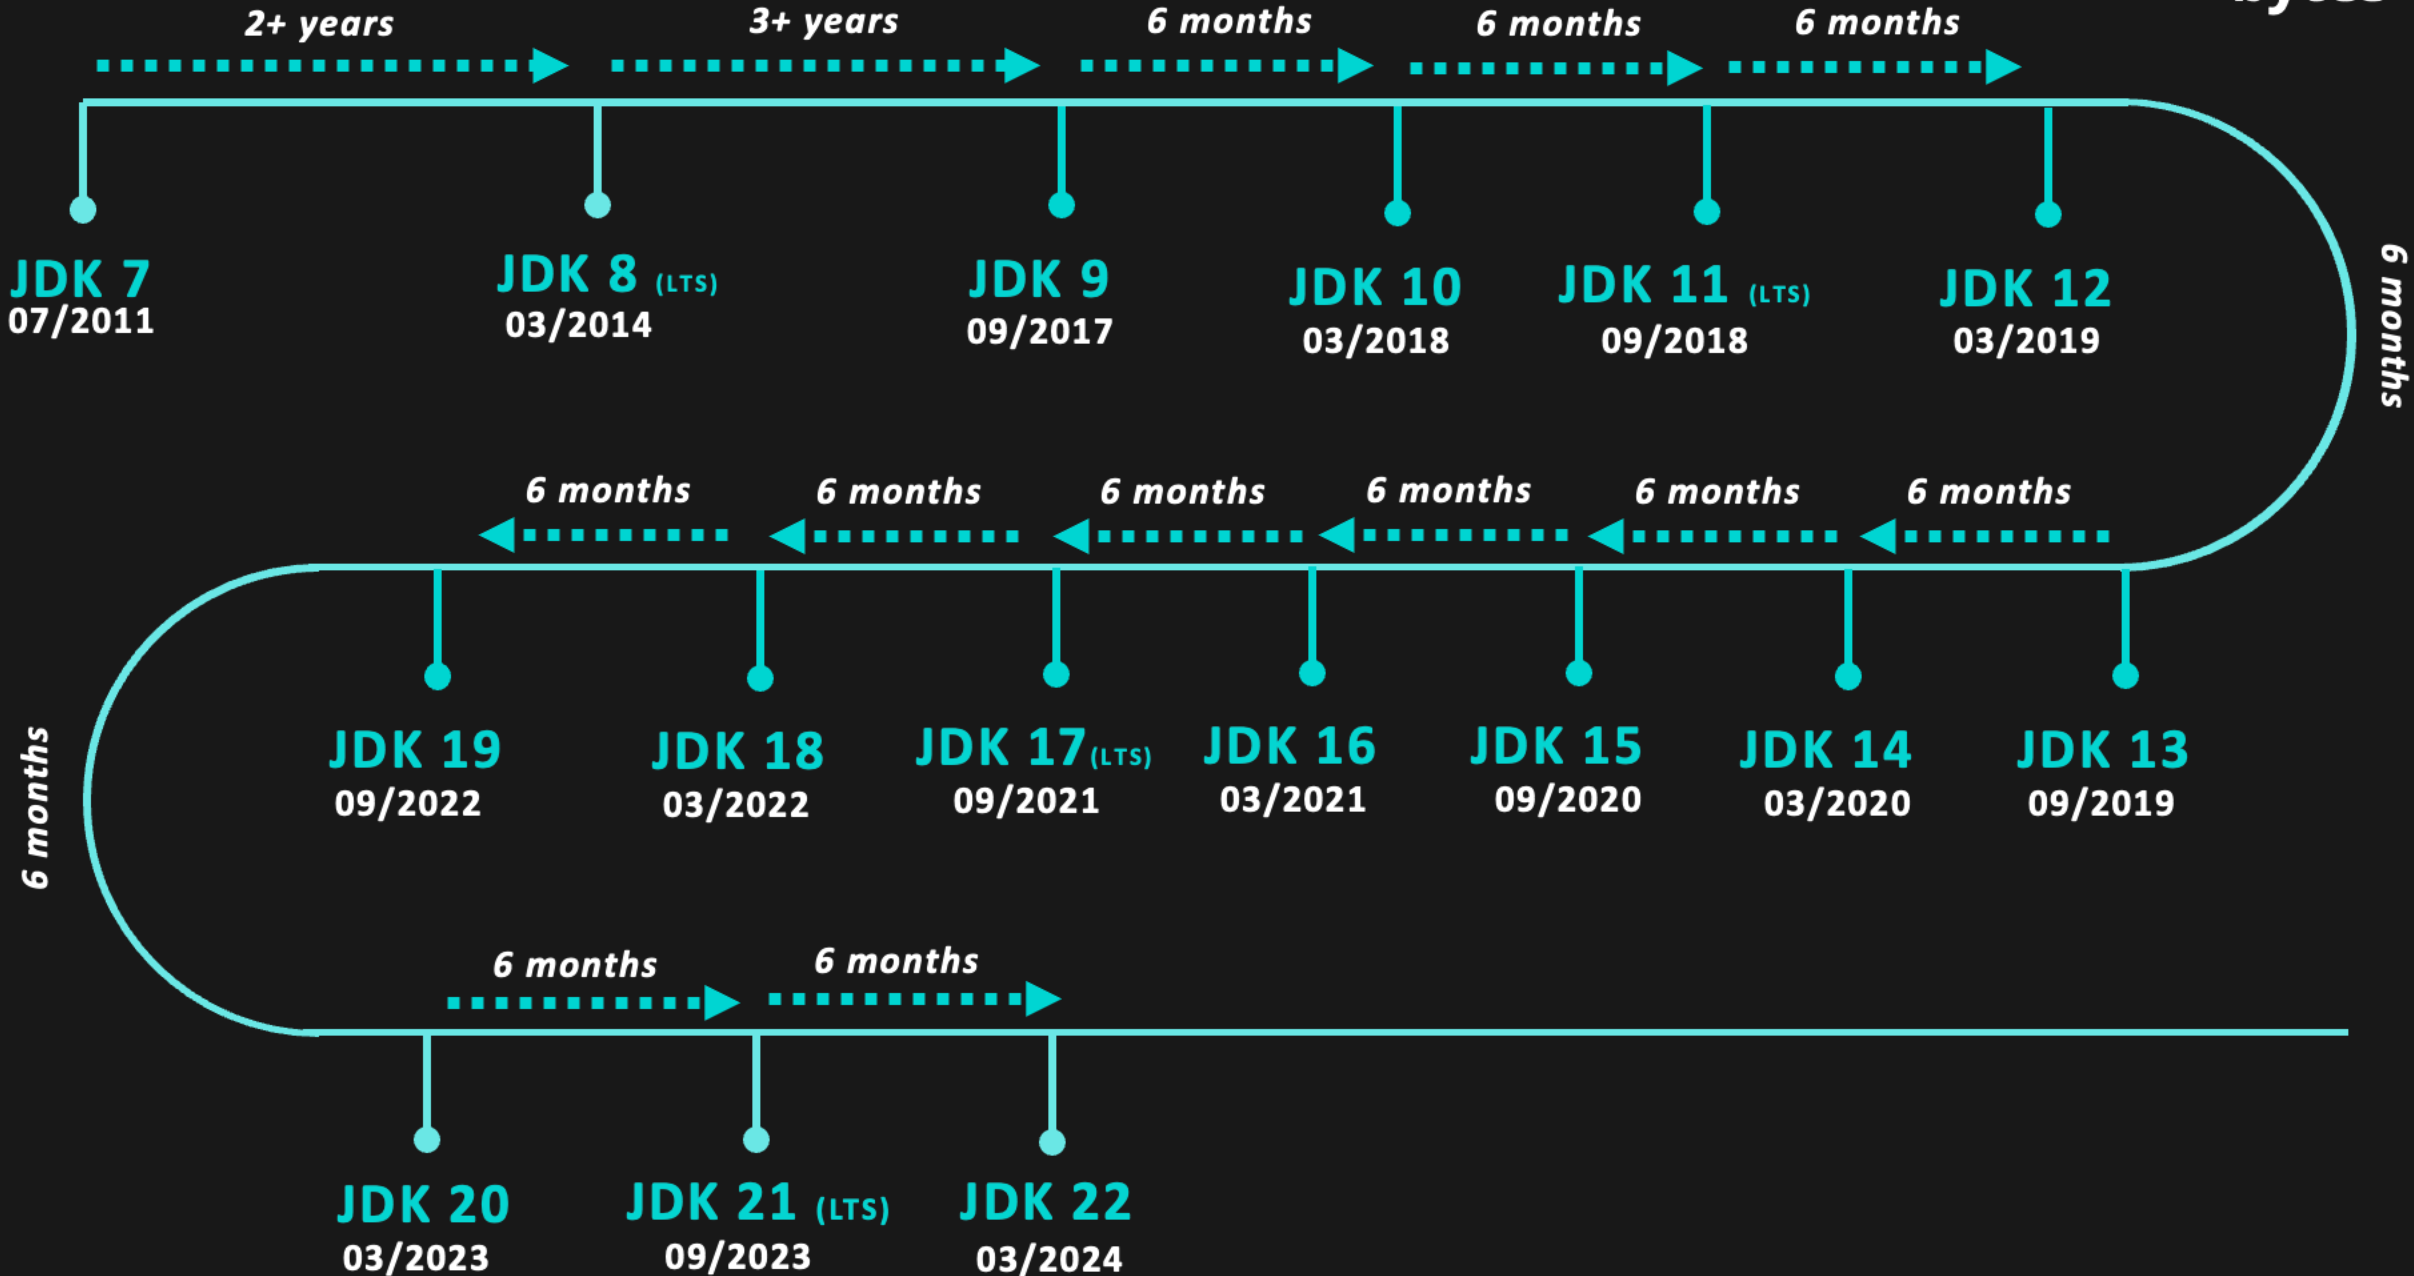 2+ years
3+ years
6 months
6 months
6 months
JDK 7
07/2011
JDK 8 (LTS)
03/2014
JDK 9
09/2017
JDK 10
03/2018
JDK 11 (LTS)
09/2018
JDK 12
03/2019
6 months
6 months
6 months
6 months
6 months
6 months
6 months
JDK 19
09/2022
JDK 18
03/2022
JDK 17(LTS)
09/2021
JDK 16
03/2021
JDK 15
09/2020
JDK 14
03/2020
JDK 13
09/2019
6 months
6 months
6 months
JDK 20
03/2023
JDK 21 (LTS)
09/2023
JDK 22
03/2024